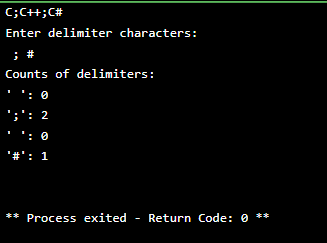 C;C++;C#
Enter delimiter characters:
 ; #
Counts of delimiters:
' ': 0
';': 2
' ': 0
'#': 1
** Process exited - Return Code: 0 **